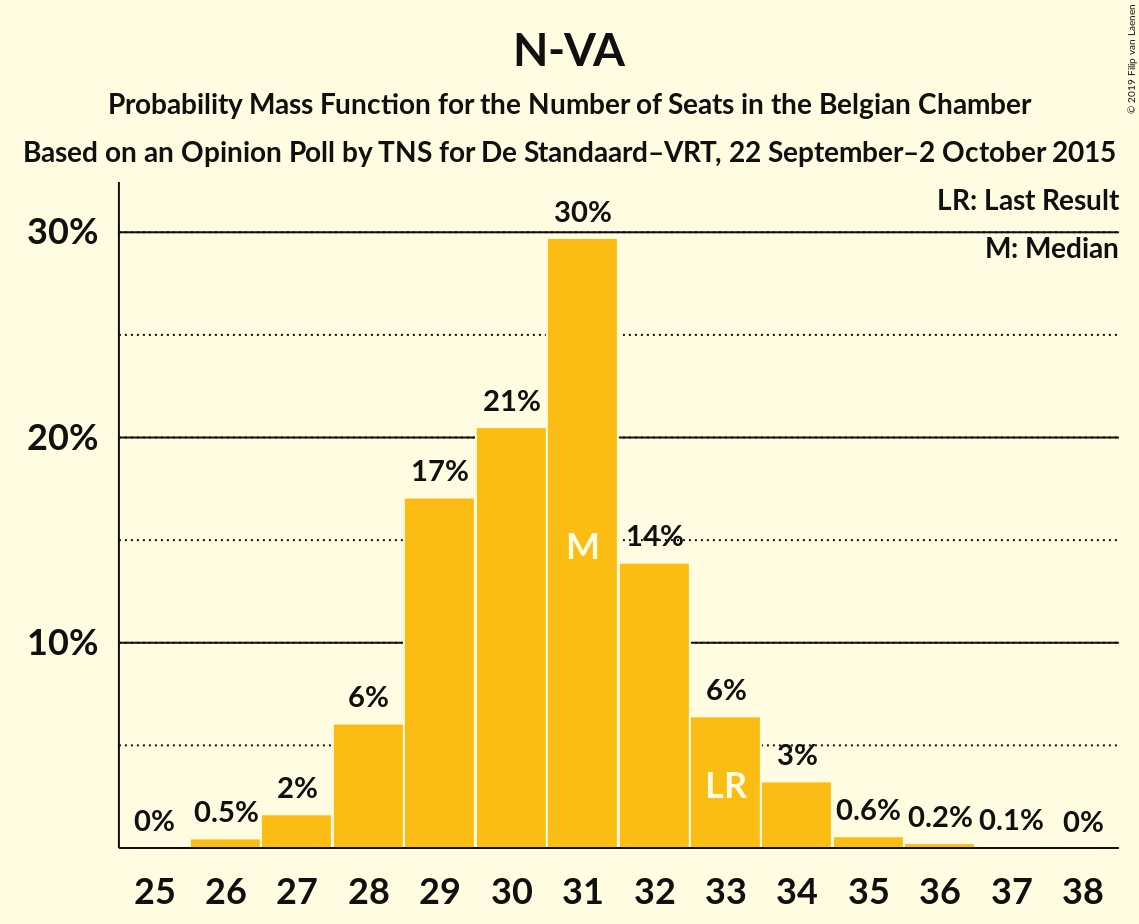 N-VA
Probability Mass Function for the Number of Seats in the Belgian Chamber
Based on an Opinion Poll by TNS for De Standaard–VRT, 22 September–2 October 2015
© 2019 Filip van Laenen
LR: Last Result
M: Median
30%
20%
10%
0%
0.5%
2%
6%
17%
21%
30%
14%
6%
3%
0.6%
0.2%
0.1%
0%
M
LR
25 26 27 28 29 30 31 32 33 34 35 36 37 38